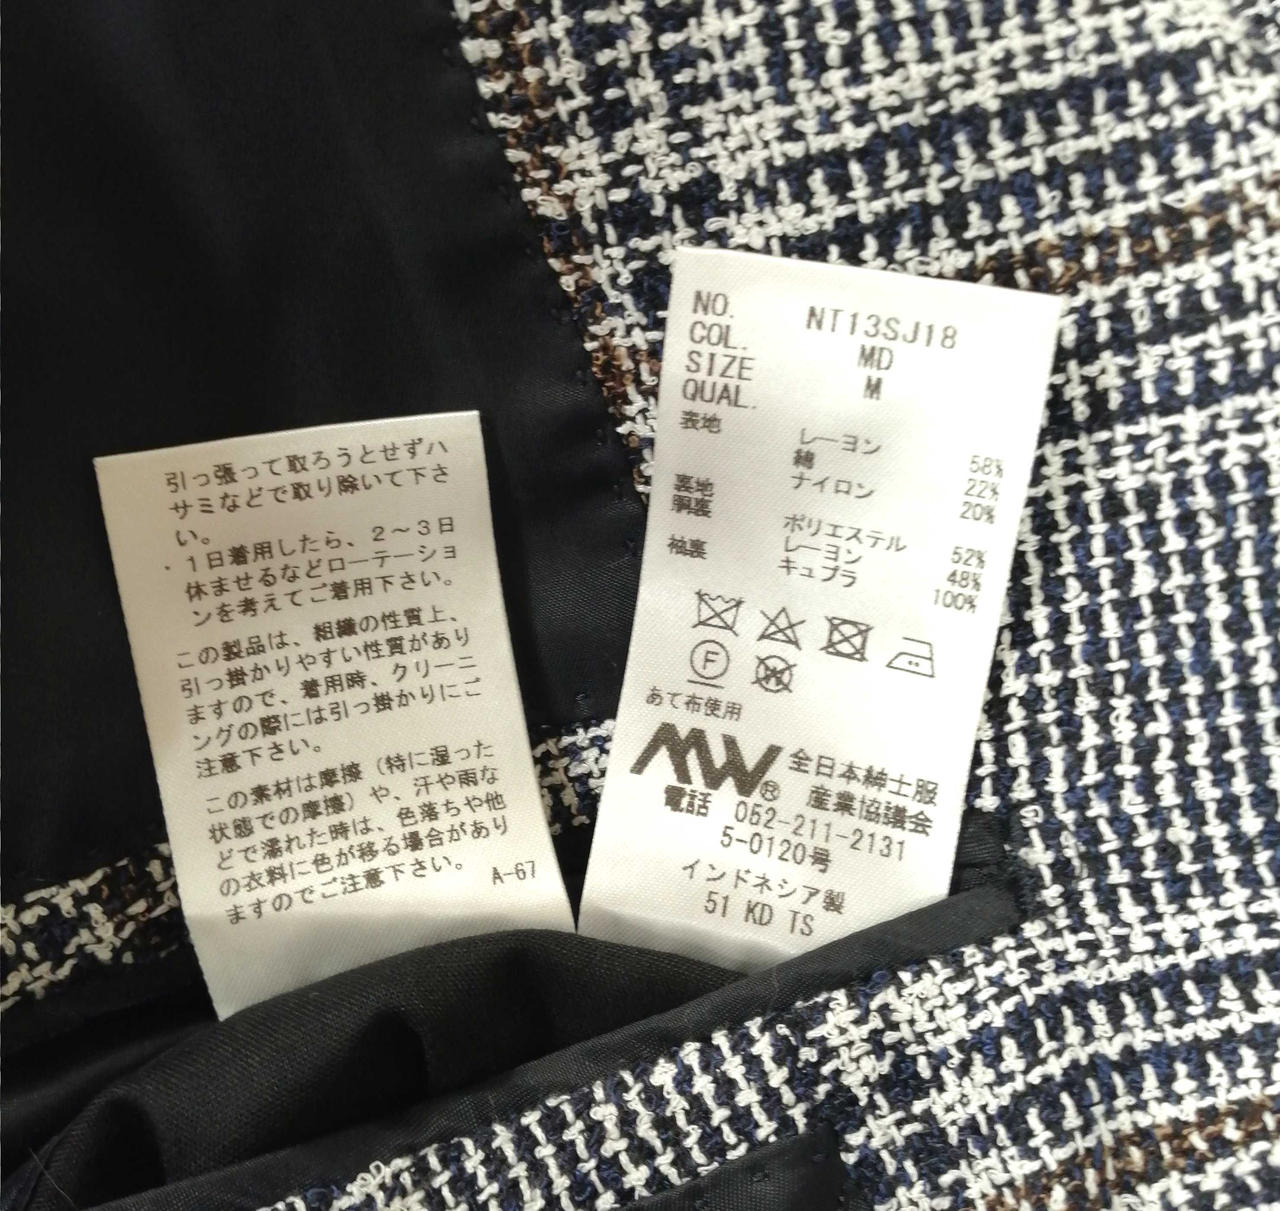 引っ張って取ろうとせずハ
サミなどで取り除いて下さ
い。
・1日着用したら、2～3日
休ませるなどローテーショ
ンを考えてご着用下さい。
この製品は、組織の性質上、
引っ掛かりやすい性質があり
ますので、着用時、クリーニ
ングの際には引っ掛かりにご
注意下さい。
この素材は摩擦（特に湿った
状態での摩擦）や、汗や雨な
どで濡れた時は、色落ちや他
の衣料に色が移る場合があり
ますのでご注意下さい。
A-67
NO. NT13SJ18
COL. MD
SIZE M
QUAL.
表地 レーヨン 58%
綿 22%
ナイロン 20%
裏地
胴裏 ポリエステル 52%
レーヨン 48%
袖裏 キュプラ 100%
F
W
あて布使用
MW® 全日本紳士服
産業協議会
電話 052-211-2131
5-0120号
インドネシア製
51 KD TS